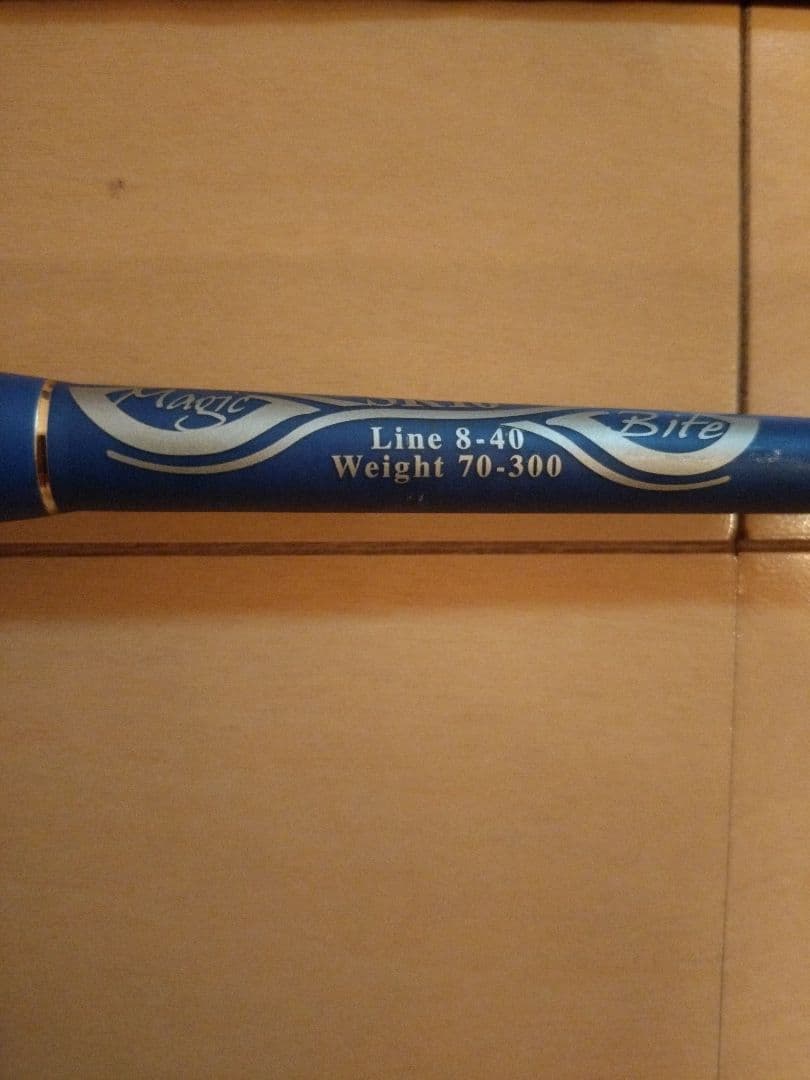 Magic
Bite
Line 8-40
Weight 70-300